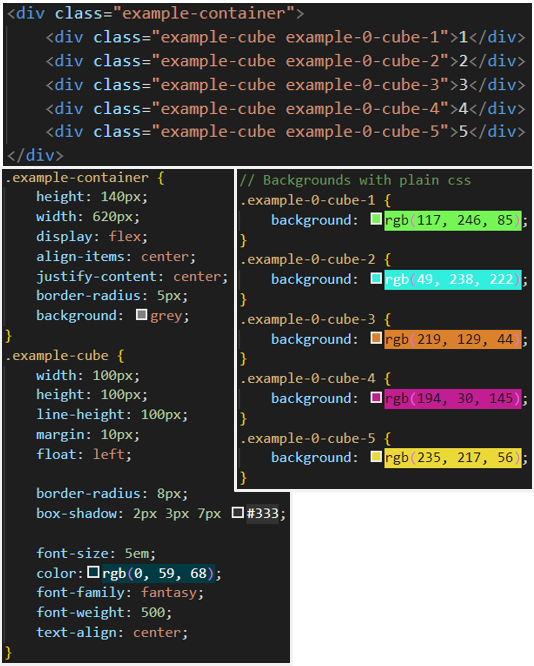 <div class="example-container">
<div class="example-cube example-0-cube-1">1</div>
<div class="example-cube example-0-cube-2">2</div>
<div class="example-cube example-0-cube-3">3</div>
<div class="example-cube example-0-cube-4">4</div>
<div class="example-cube example-0-cube-5">5</div>
</div>
.example-container {
height: 140px;
width: 620px;
display: flex;
align-items: center;
justify-content: center;
border-radius: 5px;
background: grey;
}
.example-cube {
width: 100px;
height: 100px;
line-height: 100px;
margin: 10px;
float: left;
border-radius: 8px;
box-shadow: 2px 3px 7px #333;
font-size: 5em;
color: rgb(0, 59, 68);
font-family: fantasy;
font-weight: 500;
text-align: center;
}
// Backgrounds with plain css
.example-0-cube-1 {
background: rgb(117, 246, 85);
}
.example-0-cube-2 {
background: rgb(49, 238, 222);
}
.example-0-cube-3 {
background: rgb(219, 129, 44);
}
.example-0-cube-4 {
background: rgb(194, 30, 145);
}
.example-0-cube-5 {
background: rgb(235, 217, 56);
}